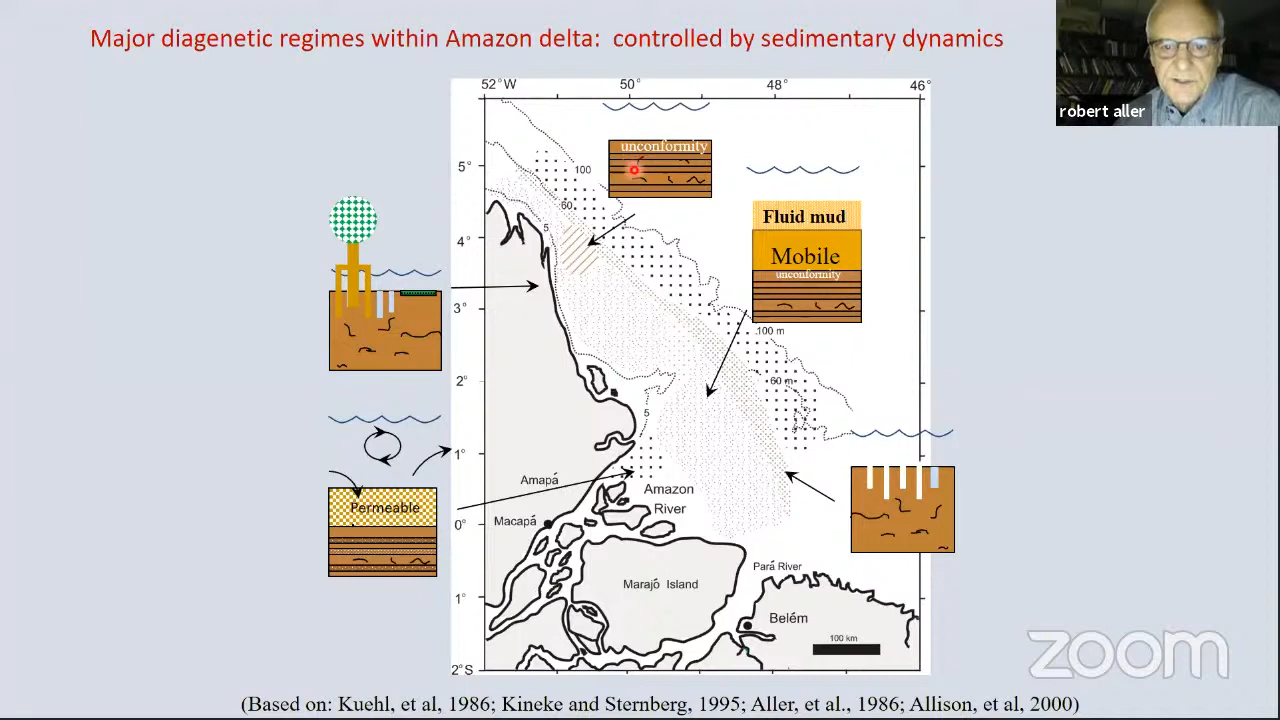 Major diagenetic regimes within Amazon delta: controlled by sedimentary dynamics
robert aller
52°W 50° 48° 46°
unconformity
100
5°
60
5
Fluid mud
Mobile
unconformity
4°
3°
100 m
2°
60 m
5
1°
Amapá
Amazon
River
Permeable
Macapá
0°
Pará River
Marajó Island
1°
Belém
100 km
2°S
zoom
(Based on: Kuehl, et al, 1986; Kineke and Sternberg, 1995; Aller, et al., 1986; Allison, et al, 2000)